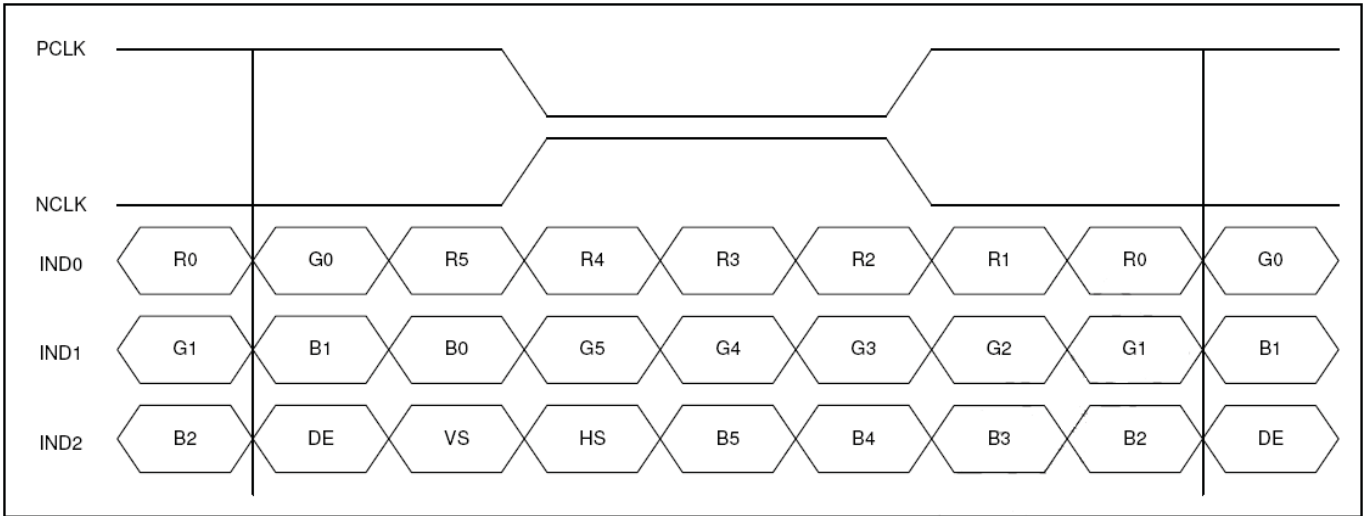 PCLK
NCLK
IND0 R0 G0 R5 R4 R3 R2 R1 R0 G0
IND1 G1 B1 B0 G5 G4 G3 G2 G1 B1
IND2 B2 DE VS HS B5 B4 B3 B2 DE